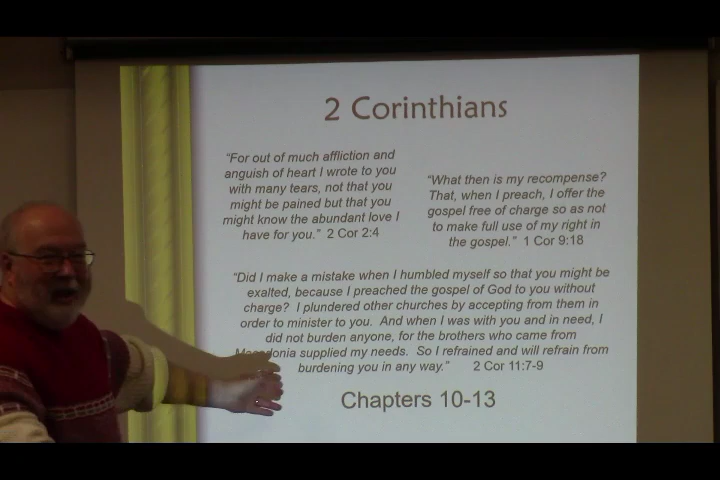 2 Corinthians
“For out of much affliction and
anguish of heart I wrote to you
with many tears, not that you
might be pained but that you
might know the abundant love I
have for you.” 2 Cor 2:4
“What then is my recompense?
That, when I preach, I offer the
gospel free of charge so as not
to make full use of my right in
the gospel.” 1 Cor 9:18
“Did I make a mistake when I humbled myself so that you might be
exalted, because I preached the gospel of God to you without
charge? I plundered other churches by accepting from them in
order to minister to you. And when I was with you and in need, I
did not burden anyone, for the brothers who came from
Macedonia supplied my needs. So I refrained and will refrain from
burdening you in any way.” 2 Cor 11:7-9
Chapters 10-13